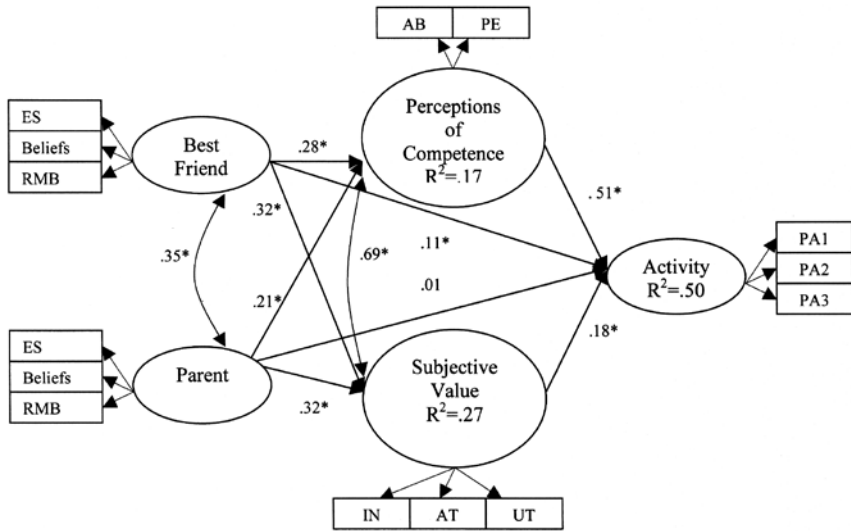 AB PE
Perceptions
of
Competence
R²=.17
ES
Beliefs
RMB
Best
Friend
.28*
.32*
.51*
.35*
.69*
.11*
.01
.21*
PA1
PA2
PA3
Activity
R²=.50
.18*
ES
Beliefs
RMB
Parent
.32*
Subjective
Value
R²=.27
IN AT UT